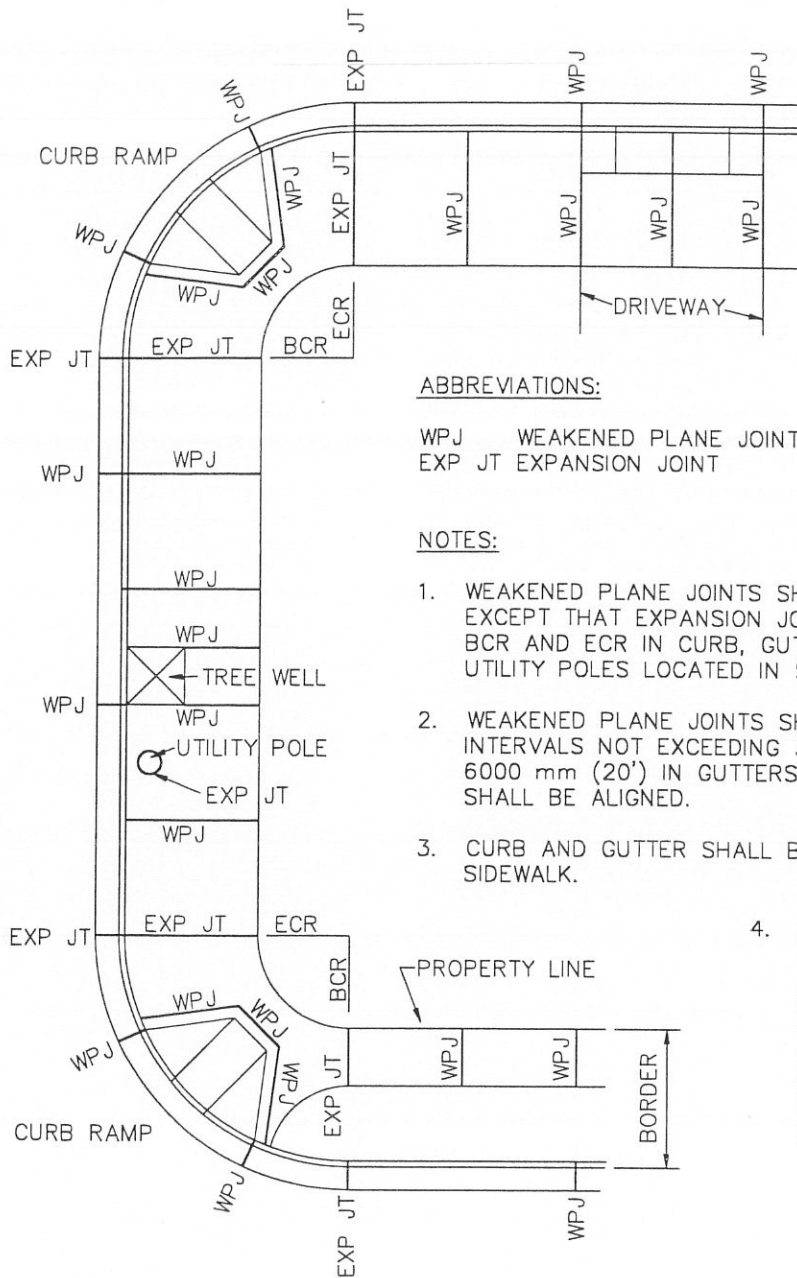 EXP JT
WPJ
WPJ
WPJ
CURB RAMP
WPJ
EXP JT
WPJ
WPJ
WPJ
WPJ
WPJ
WPJ
WPJ
ECR
DRIVEWAY
EXP JT
EXP JT
BCR
ABBREVIATIONS:
WPJ WEAKENED PLANE JOINT
EXP JT EXPANSION JOINT
WPJ
WPJ
NOTES:
1. WEAKENED PLANE JOINTS SH
EXCEPT THAT EXPANSION JO
BCR AND ECR IN CURB, GUT
UTILITY POLES LOCATED IN
WPJ
WPJ
TREE WELL
WPJ
WPJ
2. WEAKENED PLANE JOINTS SH
INTERVALS NOT EXCEEDING
6000 mm (20') IN GUTTERS
SHALL BE ALIGNED.
UTILITY POLE
EXP JT
WPJ
3. CURB AND GUTTER SHALL B
SIDEWALK.
4.
EXP JT
EXP JT
ECR
BCR
PROPERTY LINE
WPJ
WPJ
WPJ
WPJ
EXP JT
WPJ
WPJ
BORDER
CURB RAMP
WPJ
EXP JT
WPJ